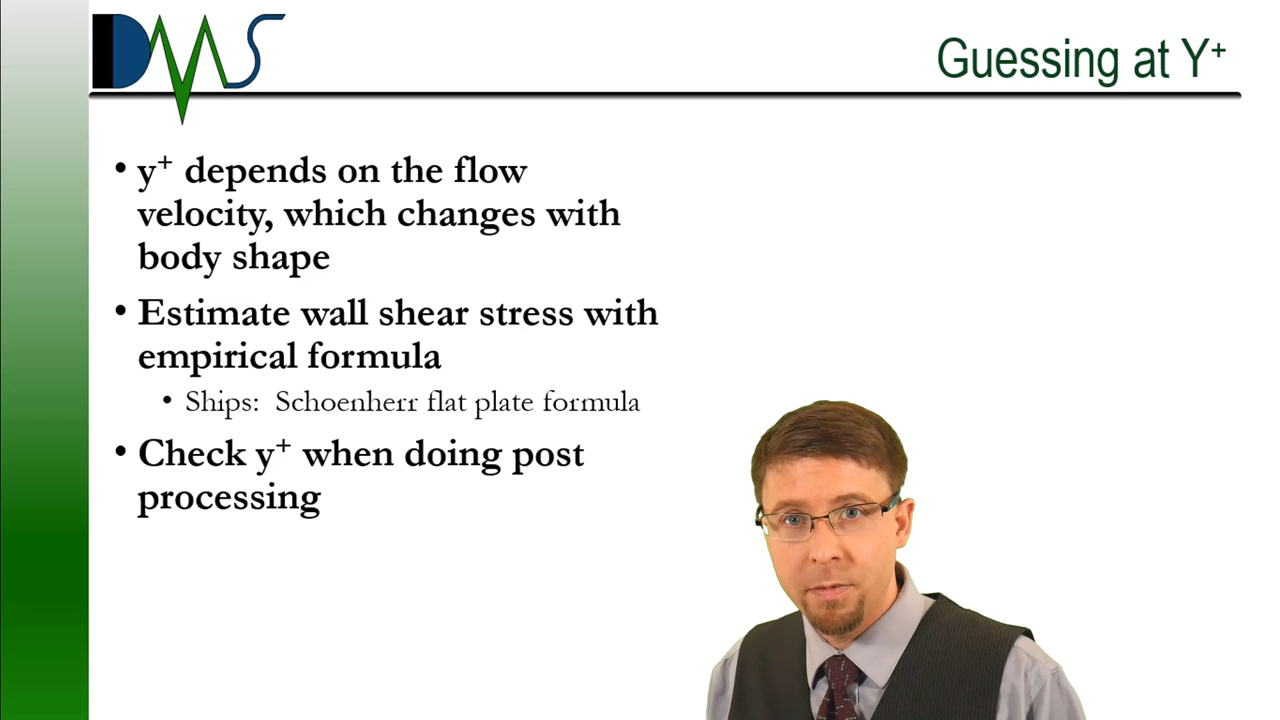 DMS
Guessing at Y⁺
• y⁺ depends on the flow
velocity, which changes with
body shape
• Estimate wall shear stress with
empirical formula
• Ships: Schoenherr flat plate formula
• Check y⁺ when doing post
processing